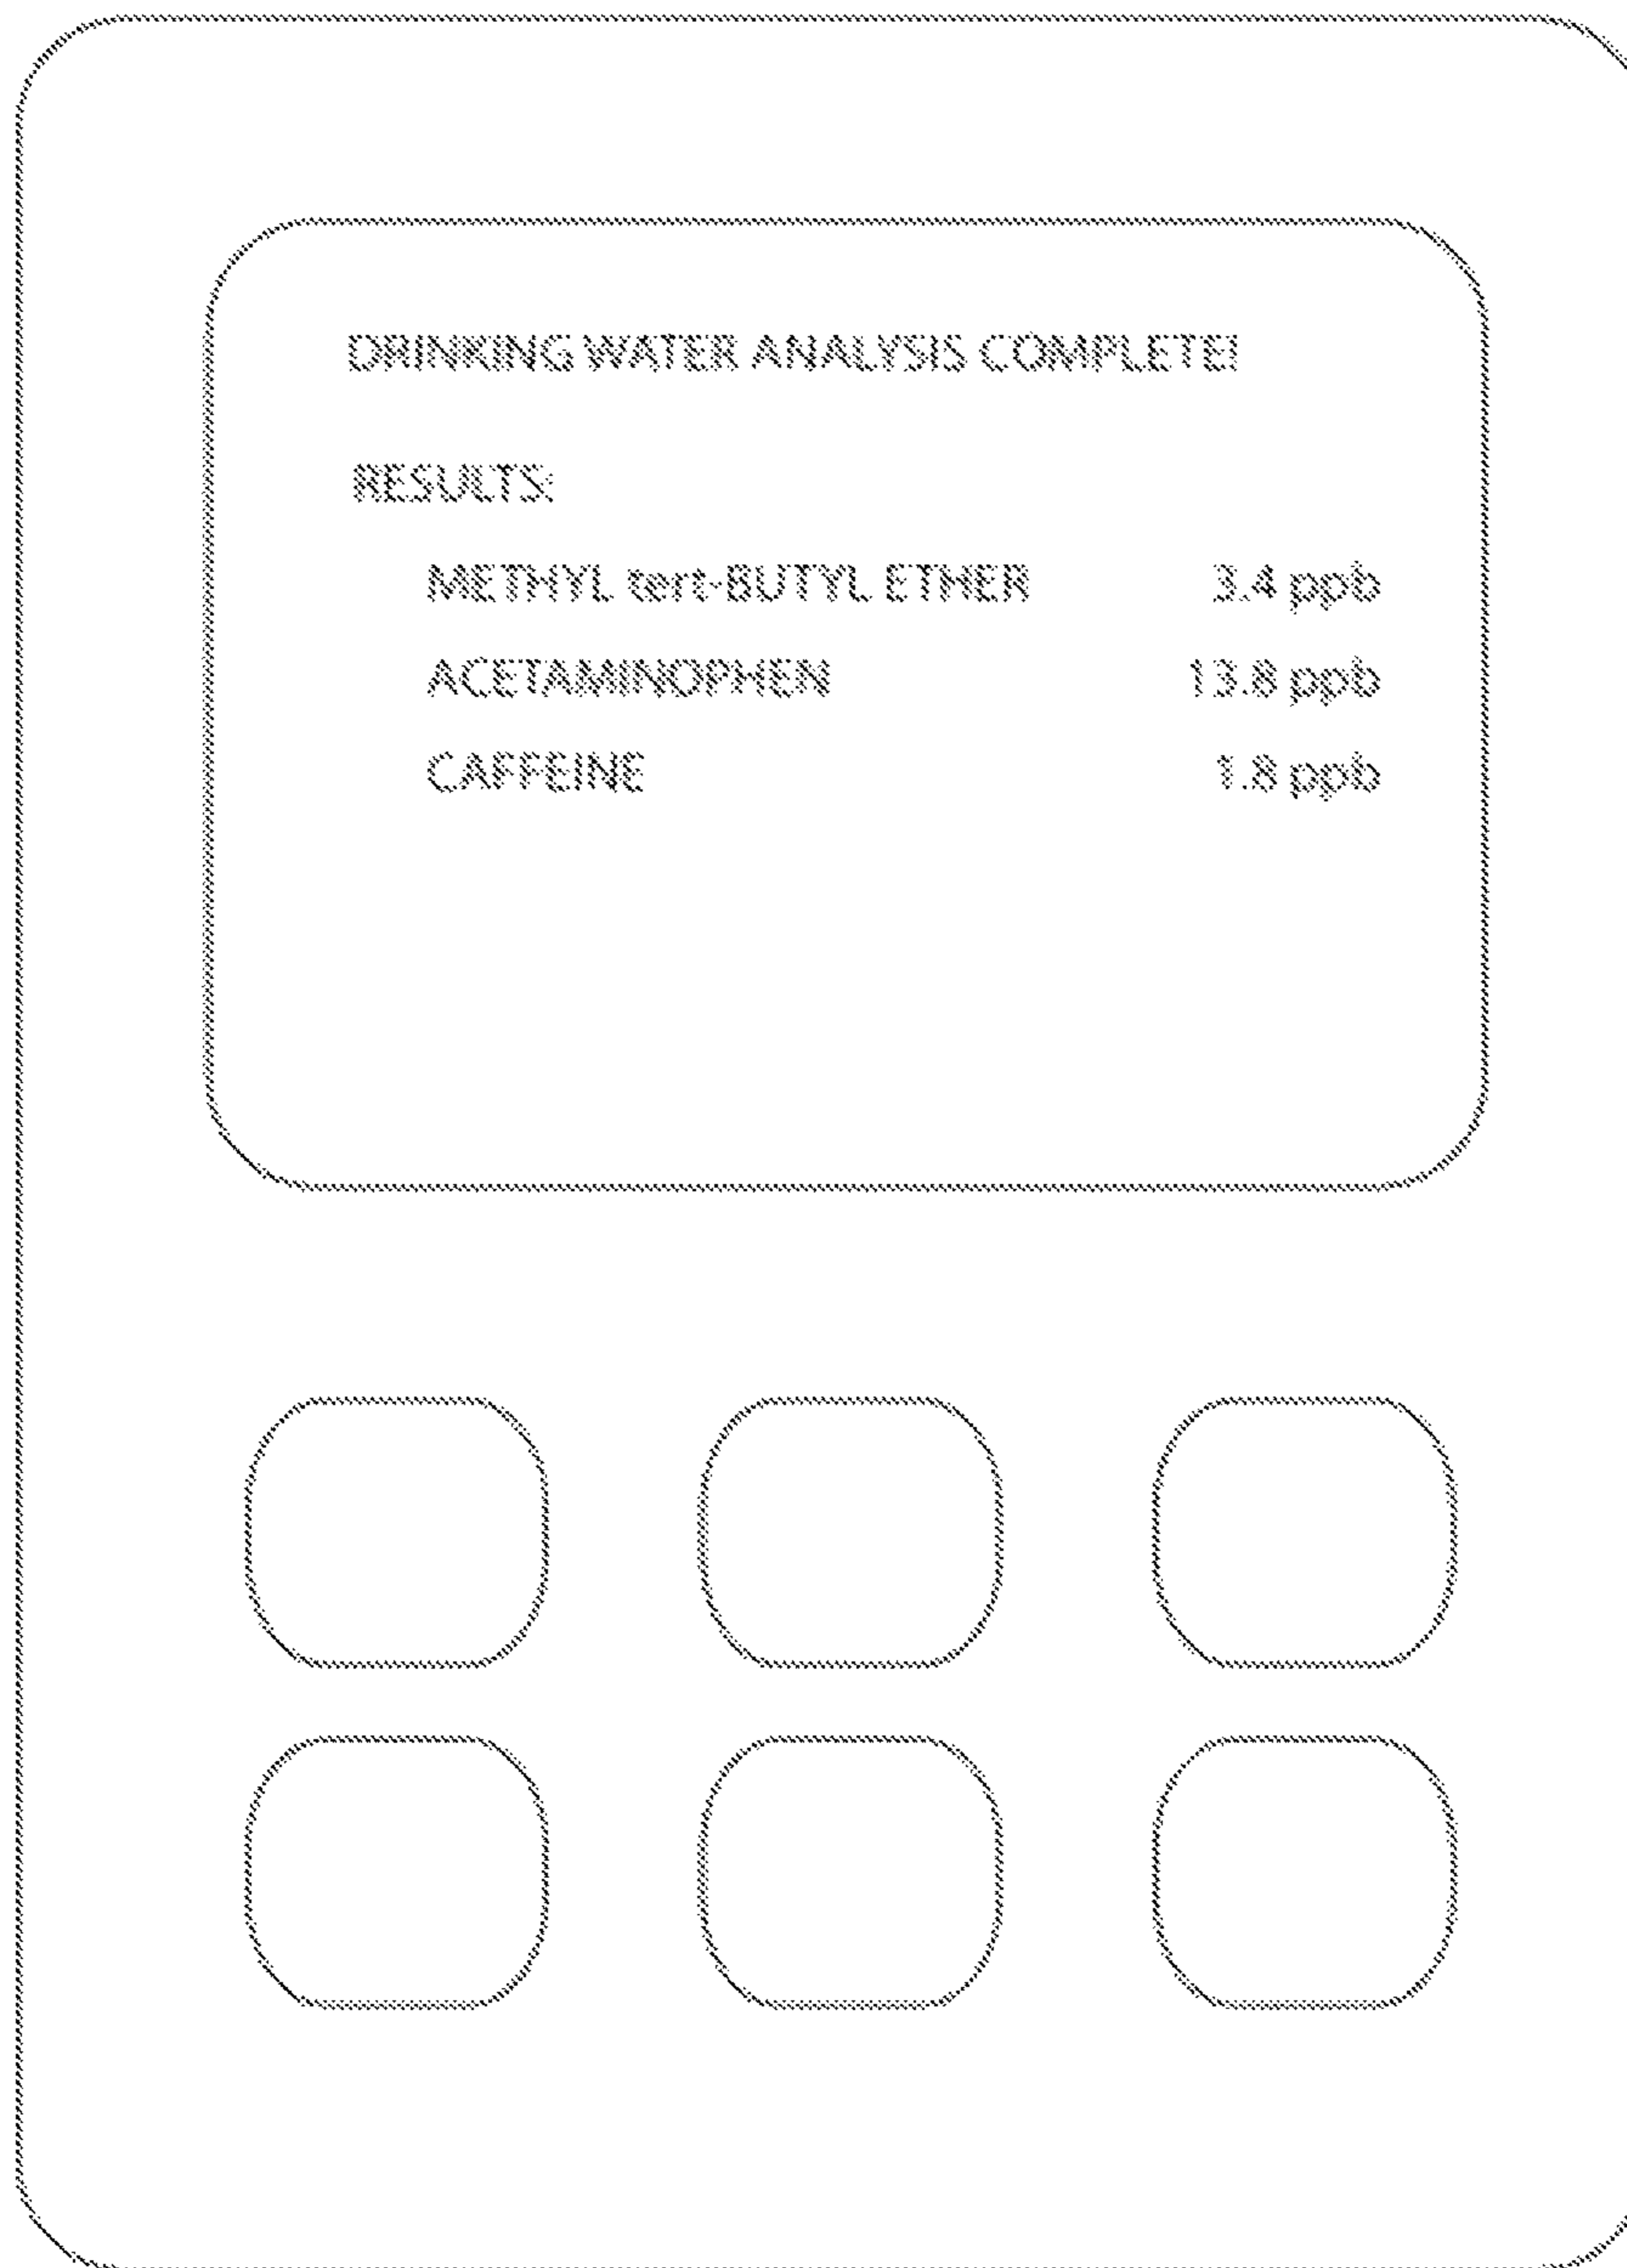 DRINKING WATER ANALYSIS COMPLETE!
RESULTS:
METHYL tert-BUTYL ETHER 3.4 ppb
ACETAMINOPHEN 13.8 ppb
CAFFEINE 1.8 ppb